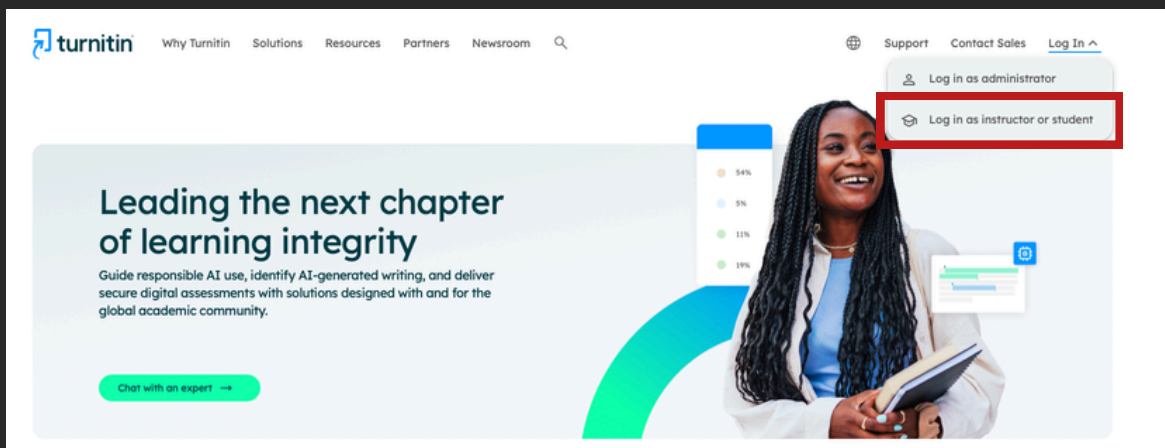 turnitin
Why Turnitin Solutions Resources Partners Newsroom
Support Contact Sales Log In
Log in as administrator
Log in as instructor or student
54%
5%
11%
19%
Leading the next chapter
of learning integrity
Guide responsible AI use, identify AI-generated writing, and deliver
secure digital assessments with solutions designed with and for the
global academic community.
Chat with an expert →